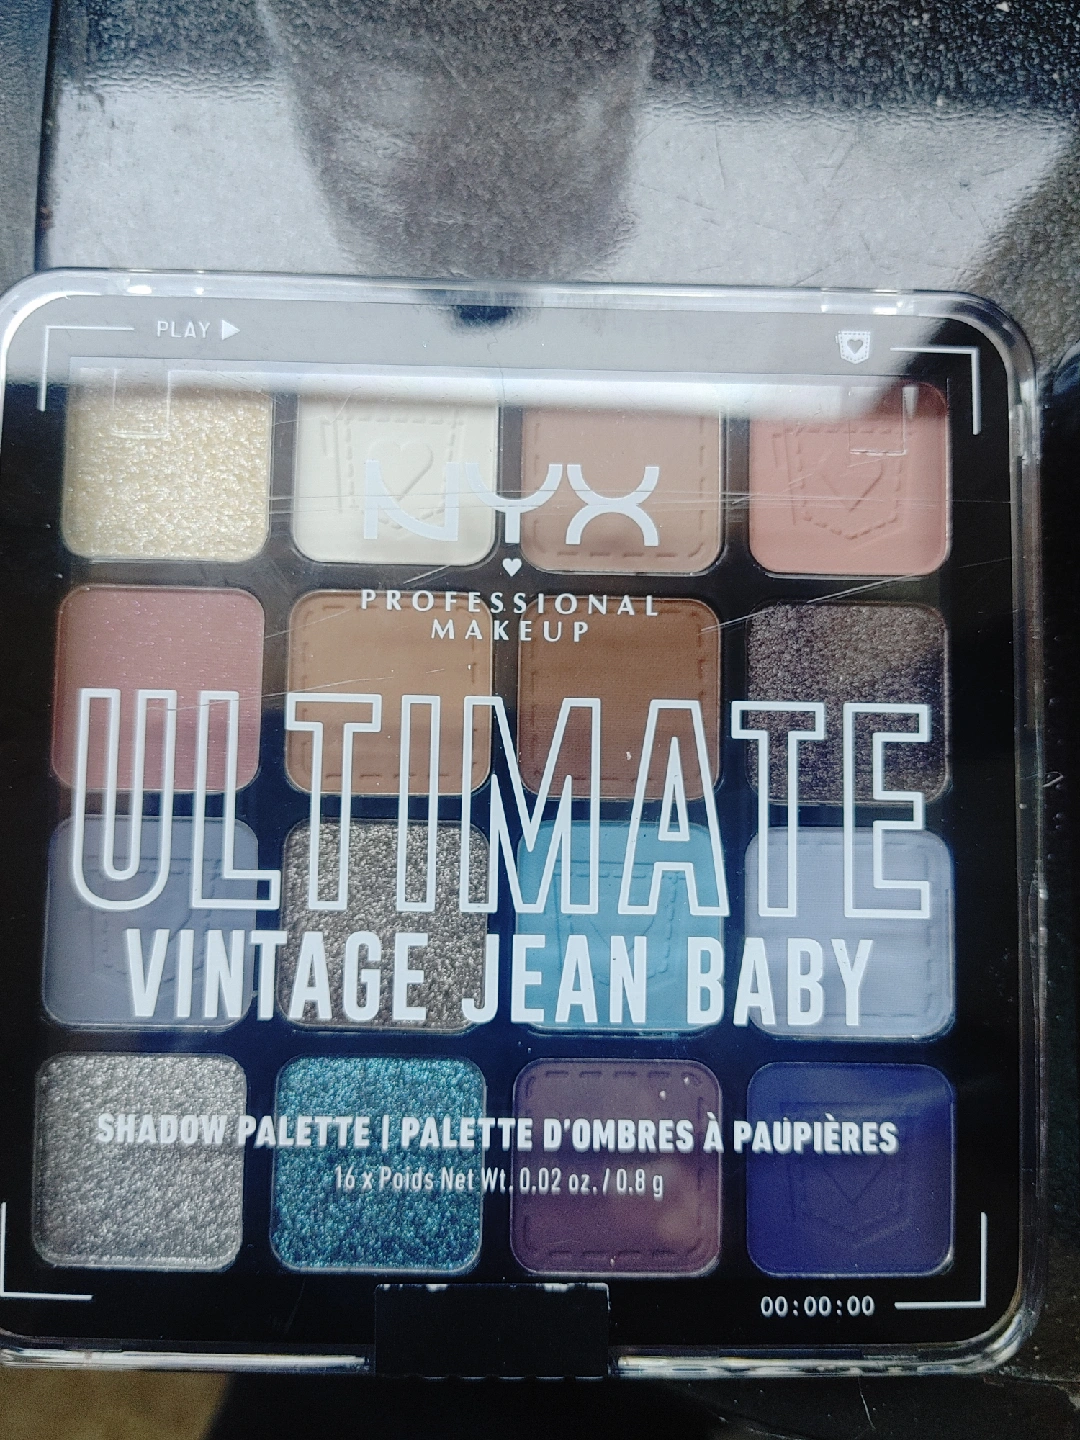 PLAY
NYX
PROFESSIONAL
MAKEUP
ULTIMATE
VINTAGE JEAN BABY
SHADOW PALETTE | PALETTE D'OMBRES À PAUPIÈRES
16 x Poids Net Wt. 0.02 oz. / 0.8 g
00:00:00